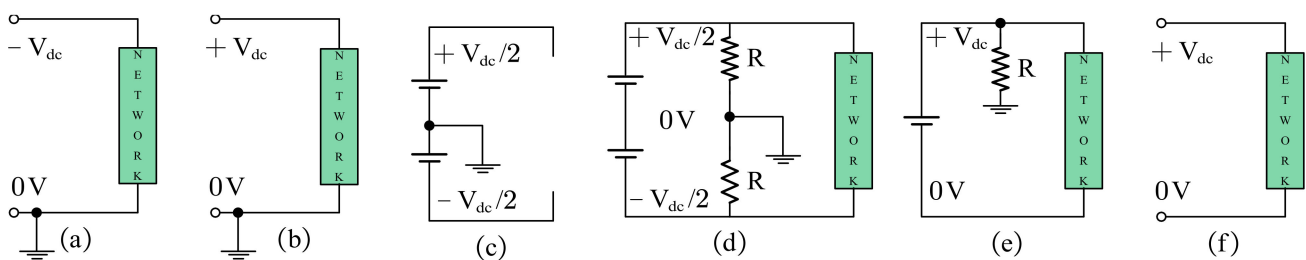 − V_dc
NETWORK
0V
(a)
+ V_dc
NETWORK
0V
(b)
+ V_dc/2
− V_dc/2
(c)
+ V_dc/2
R
0V
R
− V_dc/2
NETWORK
(d)
+ V_dc
R
NETWORK
0V
(e)
+ V_dc
NETWORK
0V
(f)